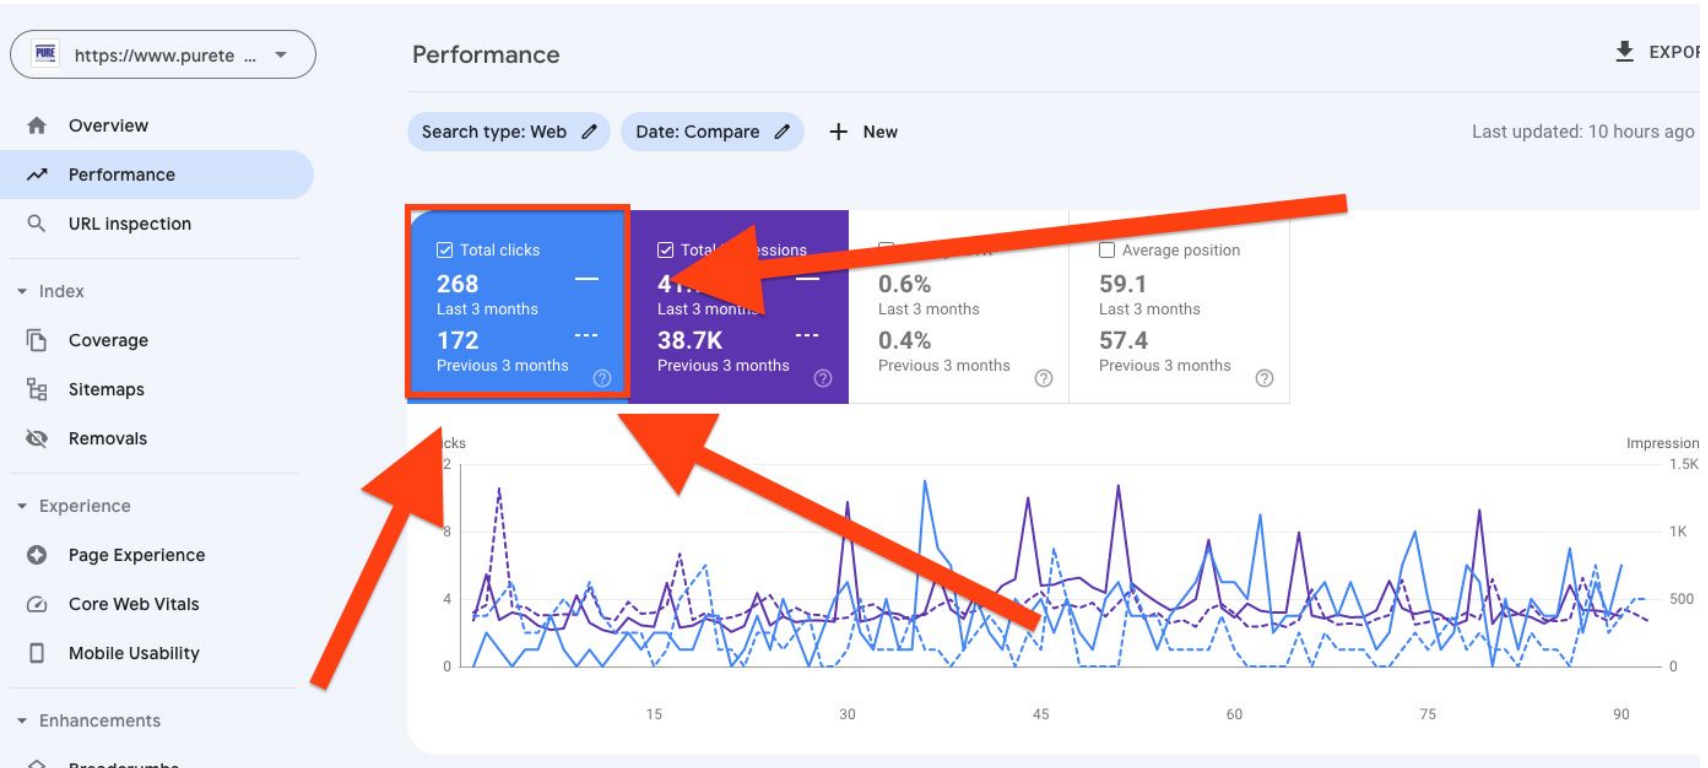 PURE
https://www.purete ...
Performance
EXPOR
Overview
Performance
URL inspection
Index
Coverage
Sitemaps
Removals
Experience
Page Experience
Core Web Vitals
Mobile Usability
Enhancements
Search type: Web
Date: Compare
+ New
Last updated: 10 hours ago
Total clicks
268
Last 3 months
172
Previous 3 months
Last 3 months
38.7K
Previous 3 months
0.6%
Last 3 months
0.4%
Previous 3 months
Average position
59.1
Last 3 months
57.4
Previous 3 months
Impression
1.5K
8
1K
4
500
0
0
15
30
45
60
75
90